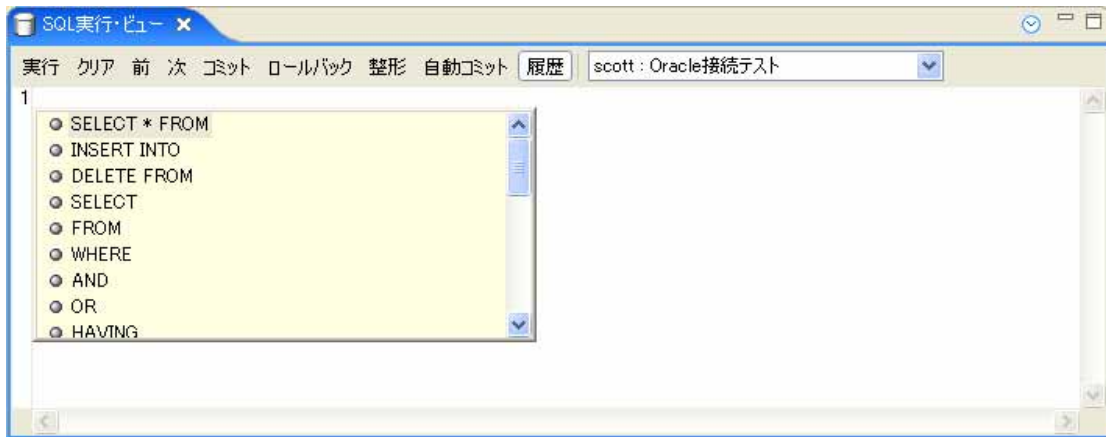 SQL実行・ビュー
実行 クリア 前 次 コミット ロールバック 整形 自動コミット 履歴 scott : Oracle接続テスト
1
SELECT * FROM
INSERT INTO
DELETE FROM
SELECT
FROM
WHERE
AND
OR
HAVING